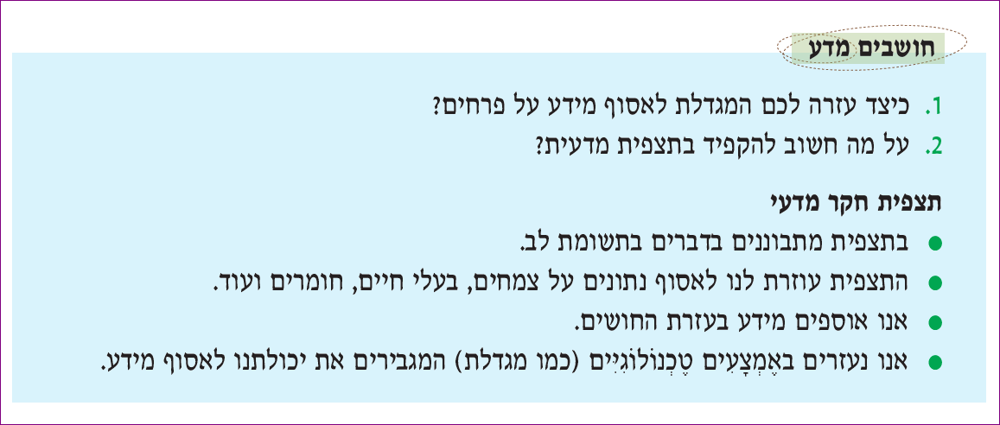 חושבים מדע
1. כיצד עזרה לכם המגדלת לאסוף מידע על פרחים?
2. על מה חשוב להקפיד בתצפית מדעית?
תצפית חקר מדעי
● בתצפית מתבוננים בדברים בתשומת לב.
● התצפית עוזרת לנו לאסוף נתונים על צמחים, בעלי חיים, חומרים ועוד.
● אנו אוספים מידע בעזרת החושים.
● אנו נעזרים באֶמְצָעִים טֶכְנוֹלוֹגִיִּים (כמו מגדלת) המגבירים את יכולתנו לאסוף מידע.